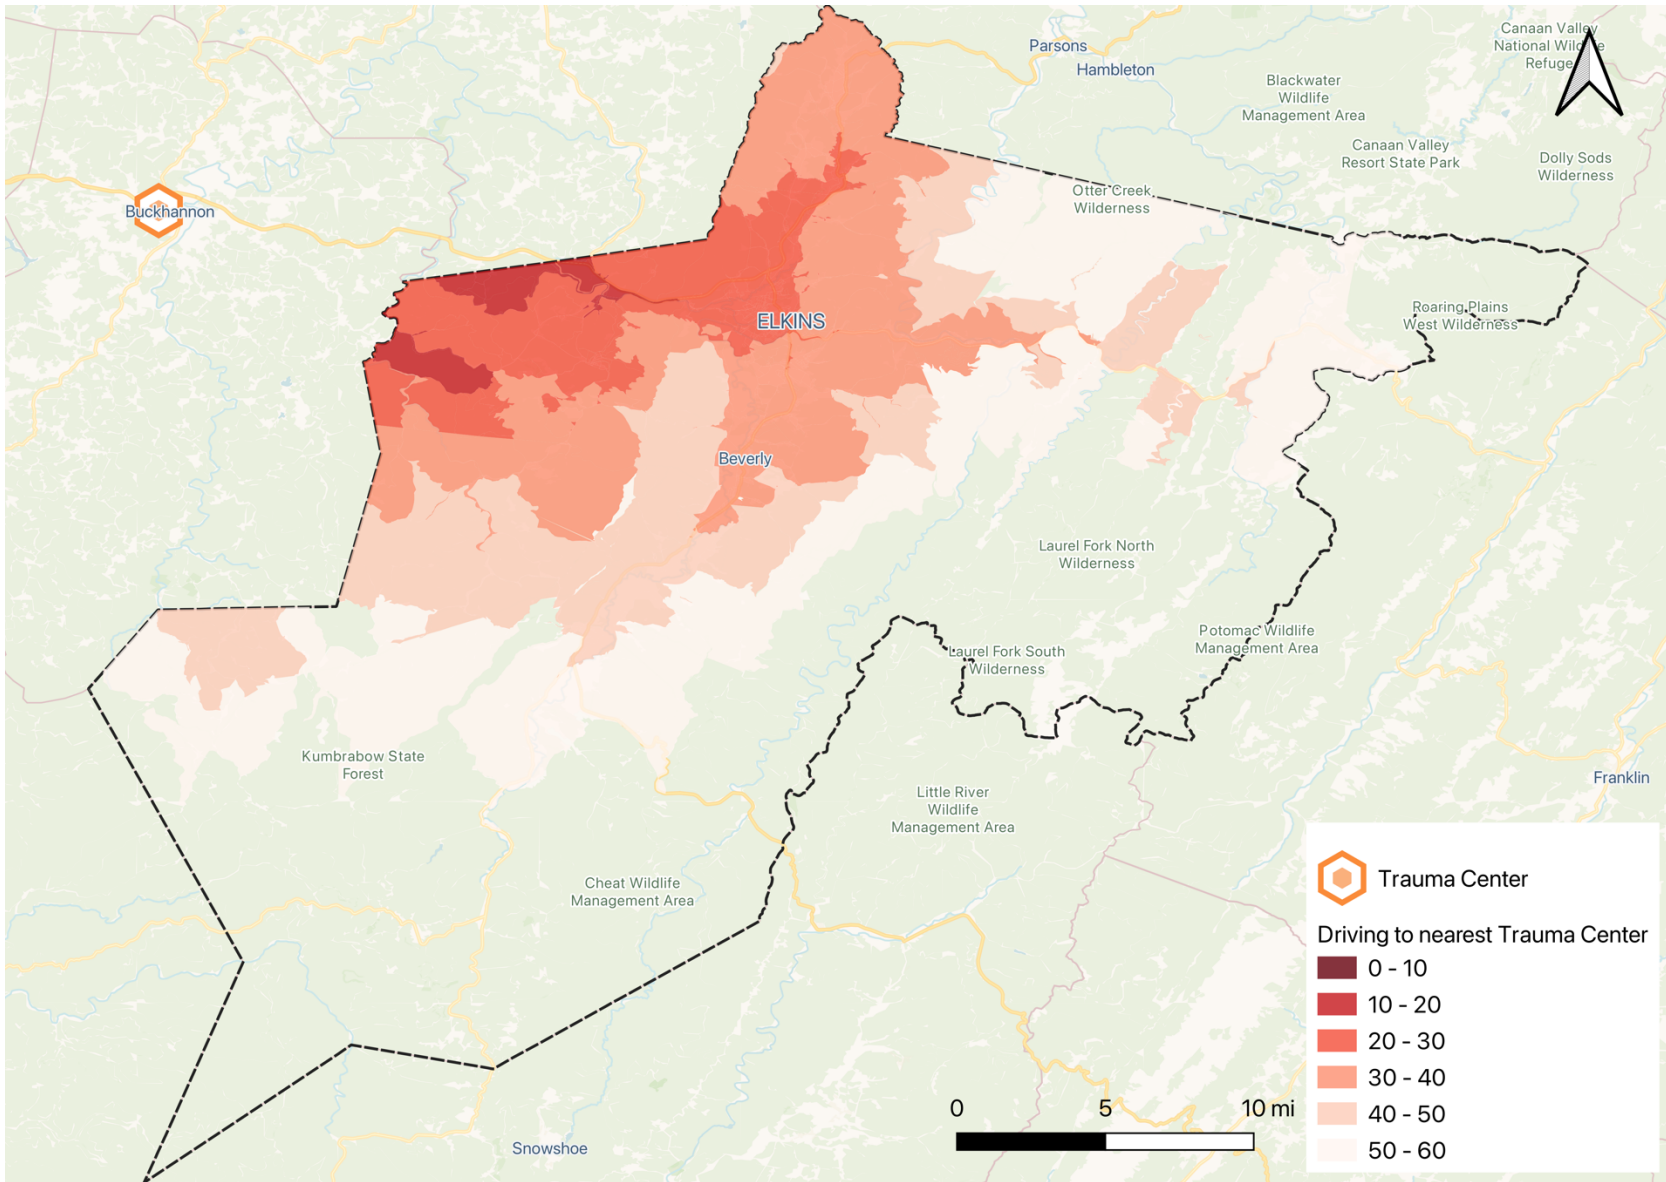 Canaan Valley
National Wildlife
Refuge
Parsons
Hambleton
Blackwater
Wildlife
Management Area
Canaan Valley
Resort State Park
Dolly Sods
Wilderness
Otter Creek
Wilderness
Buckhannon
Roaring Plains
West Wilderness
ELKINS
Beverly
Laurel Fork North
Wilderness
Potomac Wildlife
Management Area
Laurel Fork South
Wilderness
Kumbrabow State
Forest
Franklin
Little River
Wildlife
Management Area
Cheat Wildlife
Management Area
Snowshoe
0 5 10 mi
Trauma Center
Driving to nearest Trauma Center
0 - 10
10 - 20
20 - 30
30 - 40
40 - 50
50 - 60